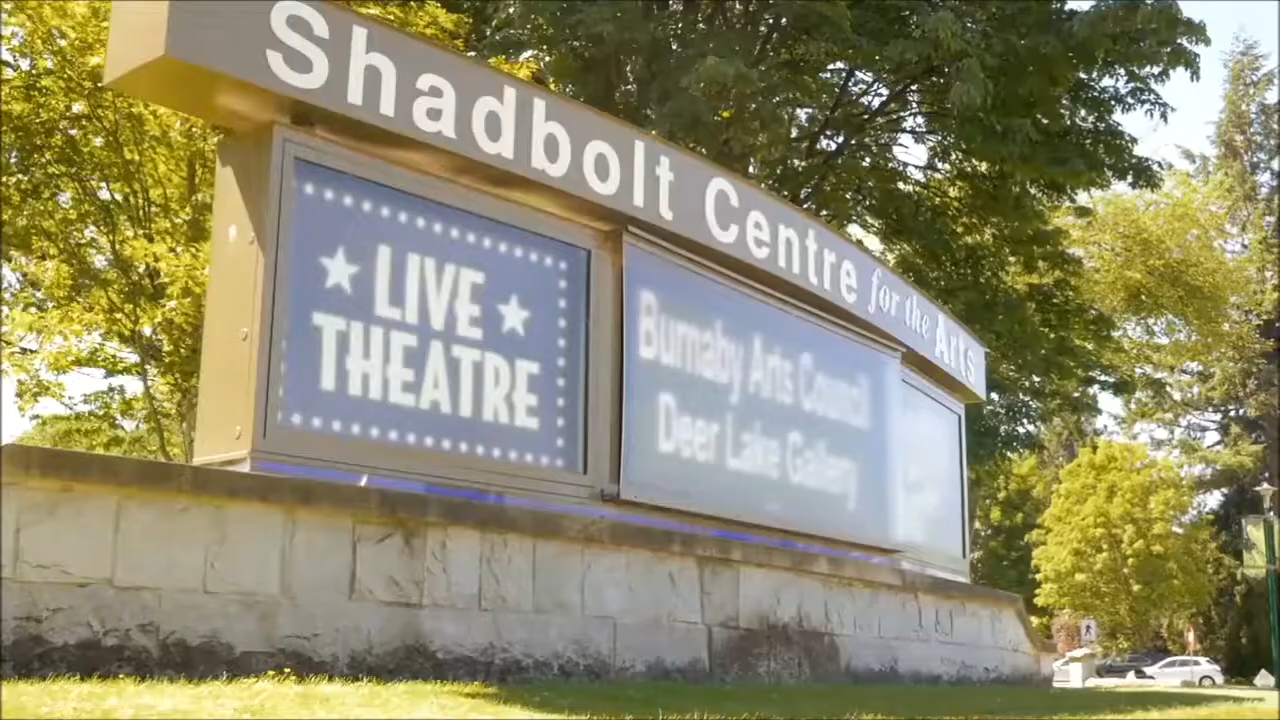 Shadbolt Centre for the Arts
LIVE
THEATRE
Burnaby Arts Council
Deer Lake Gallery